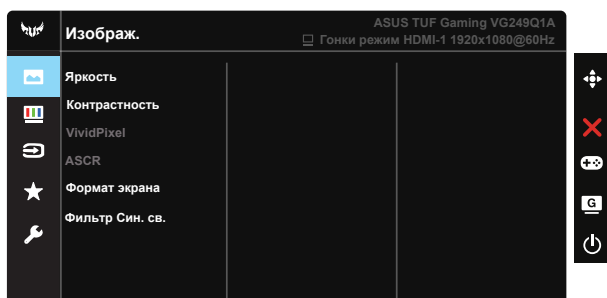 ASUS TUF Gaming VG249Q1A
Изображ.
Гонки режим HDMI-1 1920x1080@60Hz
Яркость
Контрастность
VividPixel
ASCR
Формат экрана
Фильтр Син. св.
G